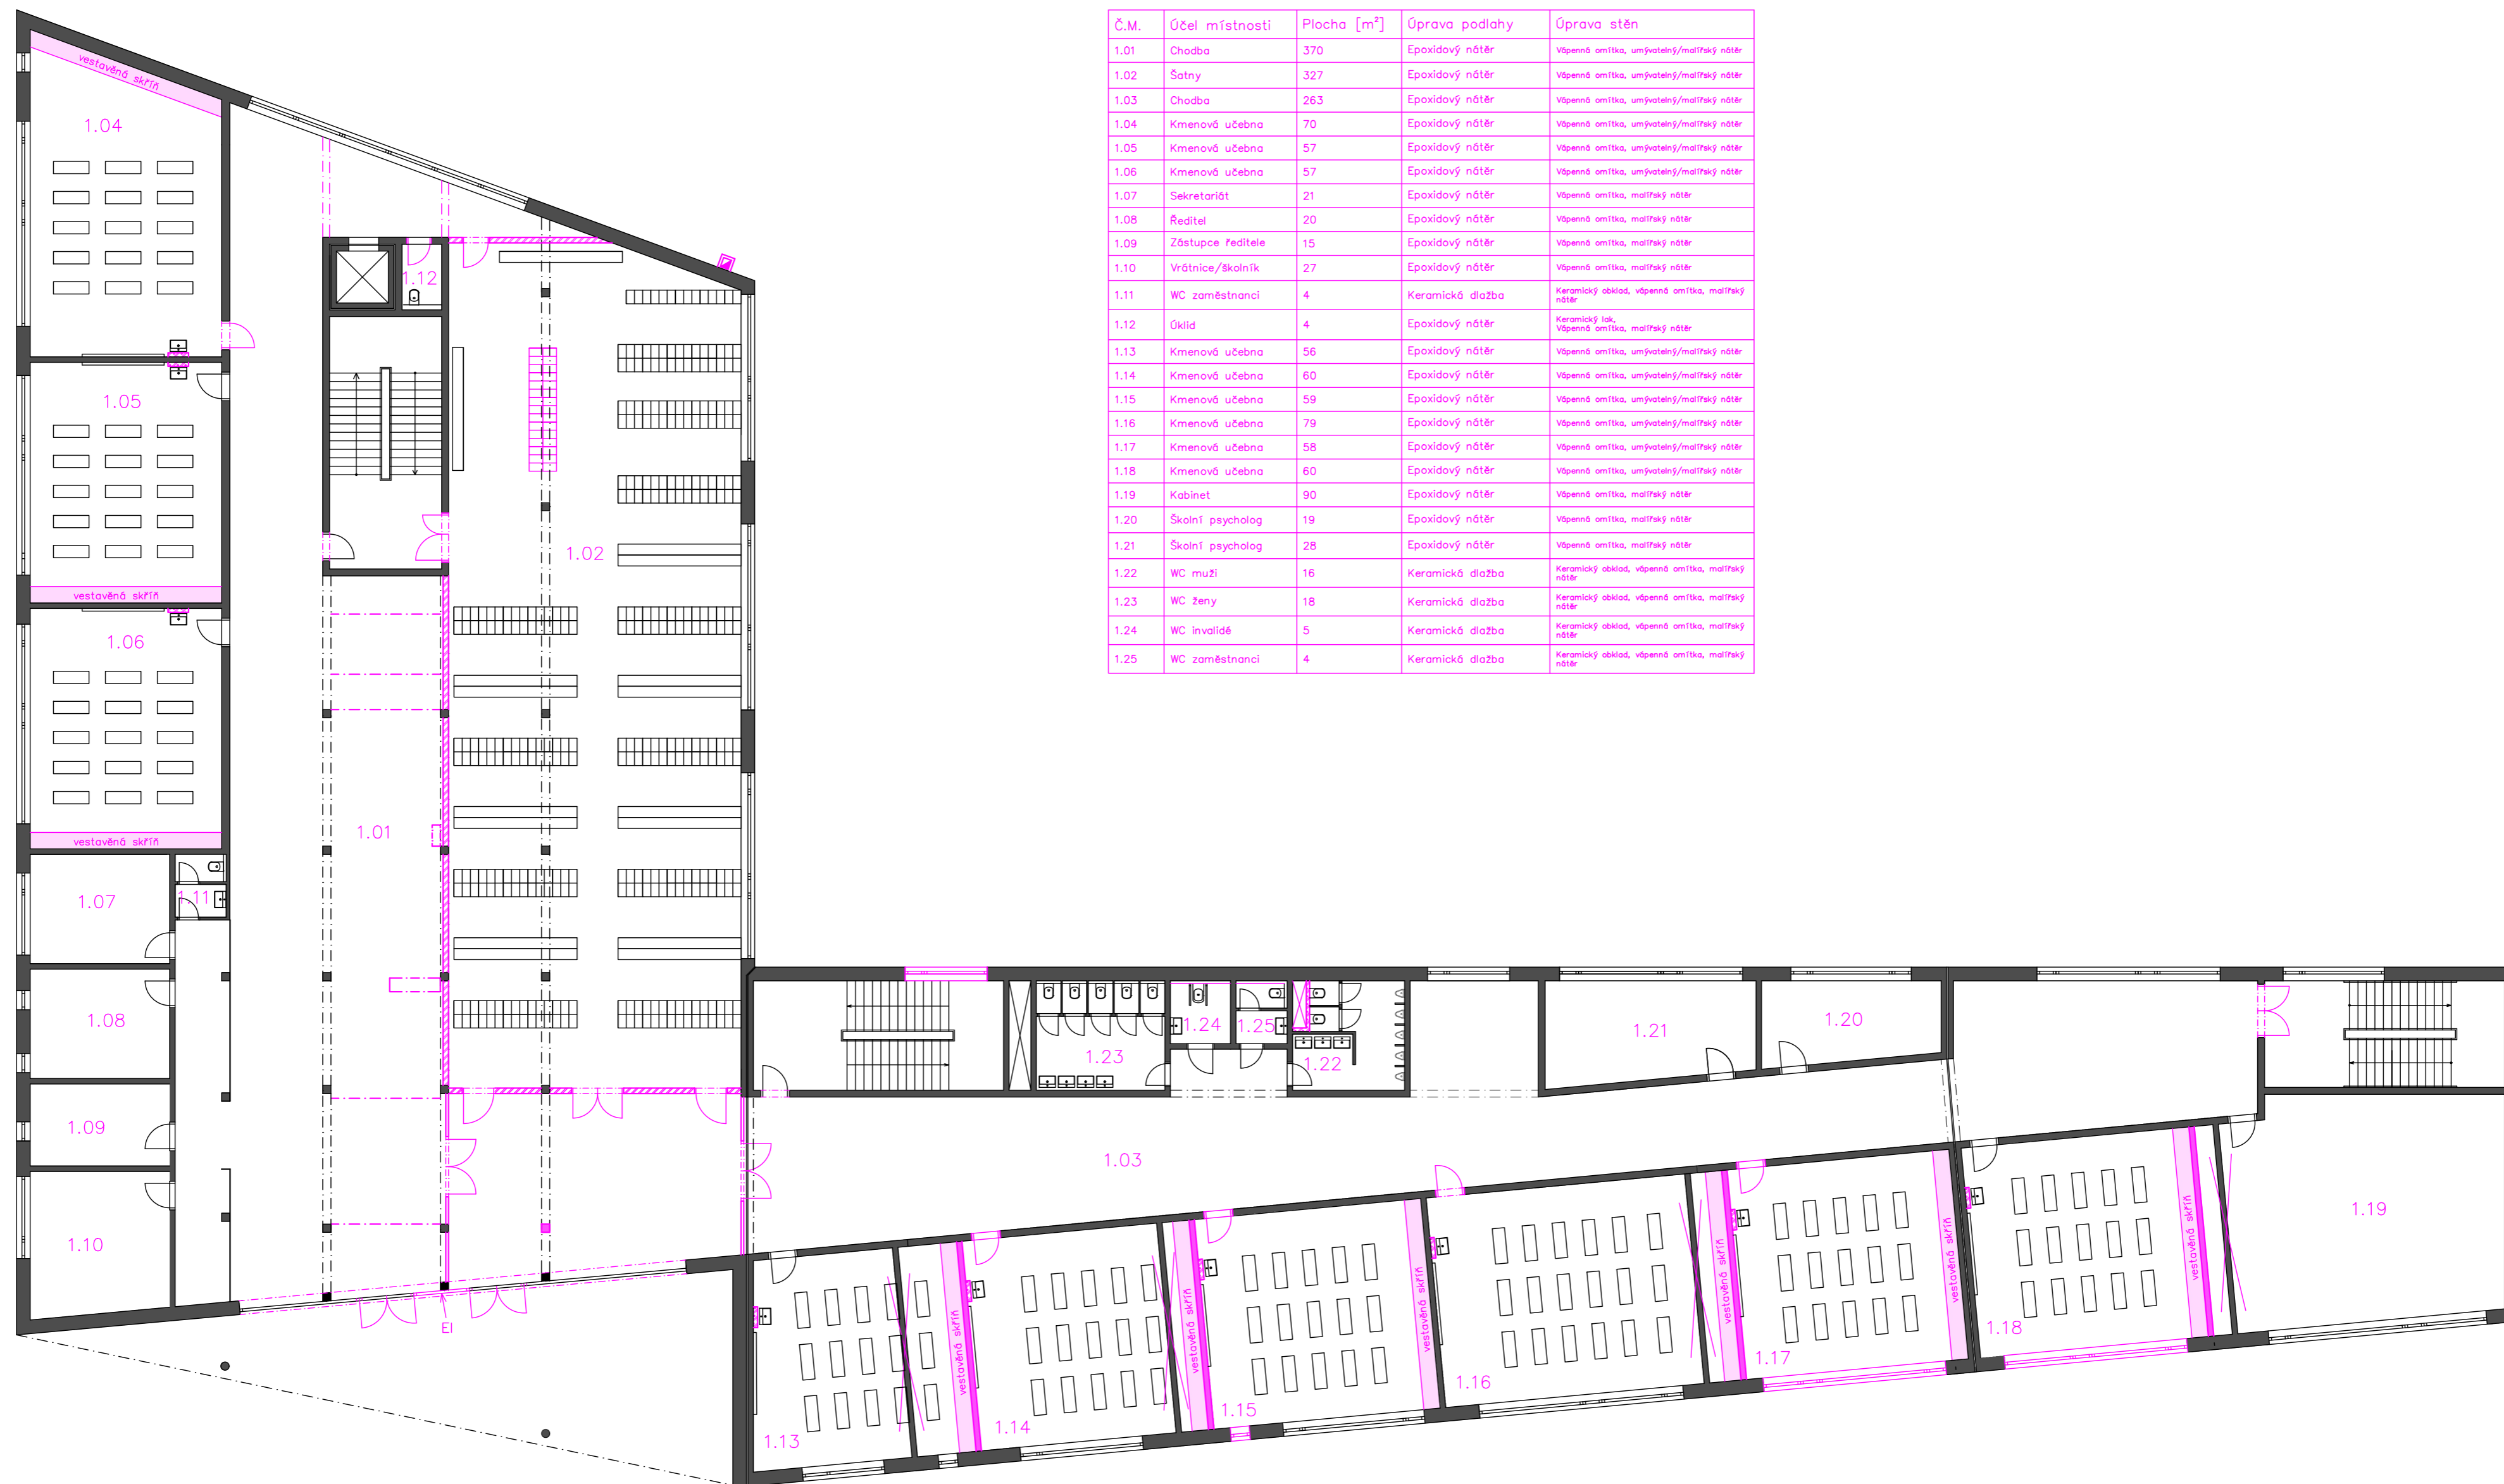 Č.M. Účel místnosti Plocha [m²] Úprava podlahy Úprava stěn
1.01 Chodba 370 Epoxidový nátěr Vápenná omítka, umývatelný/malířský nátěr
1.02 Šatny 327 Epoxidový nátěr Vápenná omítka, umývatelný/malířský nátěr
1.03 Chodba 263 Epoxidový nátěr Vápenná omítka, umývatelný/malířský nátěr
1.04 Kmenová učebna 70 Epoxidový nátěr Vápenná omítka, umývatelný/malířský nátěr
1.05 Kmenová učebna 57 Epoxidový nátěr Vápenná omítka, umývatelný/malířský nátěr
1.06 Kmenová učebna 57 Epoxidový nátěr Vápenná omítka, umývatelný/malířský nátěr
1.07 Sekretariát 21 Epoxidový nátěr Vápenná omítka, malířský nátěr
1.08 Ředitel 20 Epoxidový nátěr Vápenná omítka, malířský nátěr
1.09 Zástupce ředitele 15 Epoxidový nátěr Vápenná omítka, malířský nátěr
1.10 Vrátnice/školník 27 Epoxidový nátěr Vápenná omítka, malířský nátěr
1.11 WC zaměstnanci 4 Keramická dlažba Keramický obklad, vápenná omítka, malířský
nátěr
1.12 Úklid 4 Epoxidový nátěr Keramický lak,
Vápenná omítka, malířský nátěr
1.13 Kmenová učebna 56 Epoxidový nátěr Vápenná omítka, umývatelný/malířský nátěr
1.14 Kmenová učebna 60 Epoxidový nátěr Vápenná omítka, umývatelný/malířský nátěr
1.15 Kmenová učebna 59 Epoxidový nátěr Vápenná omítka, umývatelný/malířský nátěr
1.16 Kmenová učebna 79 Epoxidový nátěr Vápenná omítka, umývatelný/malířský nátěr
1.17 Kmenová učebna 58 Epoxidový nátěr Vápenná omítka, umývatelný/malířský nátěr
1.18 Kmenová učebna 60 Epoxidový nátěr Vápenná omítka, umývatelný/malířský nátěr
1.19 Kabinet 90 Epoxidový nátěr Vápenná omítka, malířský nátěr
1.20 Školní psycholog 19 Epoxidový nátěr Vápenná omítka, malířský nátěr
1.21 Školní psycholog 28 Epoxidový nátěr Vápenná omítka, malířský nátěr
1.22 WC muži 16 Keramická dlažba Keramický obklad, vápenná omítka, malířský
nátěr
1.23 WC ženy 18 Keramická dlažba Keramický obklad, vápenná omítka, malířský
nátěr
1.24 WC invalidé 5 Keramická dlažba Keramický obklad, vápenná omítka, malířský
nátěr
1.25 WC zaměstnanci 4 Keramická dlažba Keramický obklad, vápenná omítka, malířský
nátěr
vestavěná skříň
1.04
1.12
1.05
1.02
vestavěná skříň
1.06
1.01
vestavěná skříň
1.07
1.11
1.08
1.24
1.25
1.21
1.20
1.23
1.22
1.09
1.03
1.10
1.19
EI
vestavěná skříň
vestavěná skříň
vestavěná skříň
vestavěná skříň
vestavěná skříň
vestavěná skříň
1.18
1.17
1.16
1.15
1.14
1.13